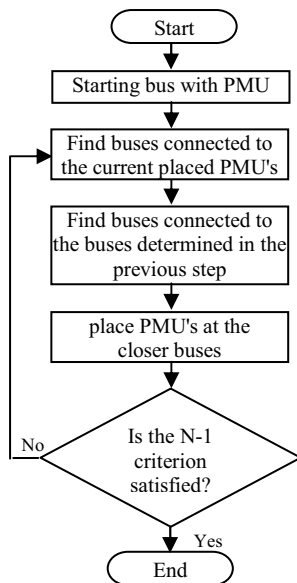 Start
Starting bus with PMU
Find buses connected to
the current placed PMU's
Find buses connected to
the buses determined in the
previous step
place PMU's at the
closer buses
No
Is the N-1
criterion
satisfied?
Yes
End